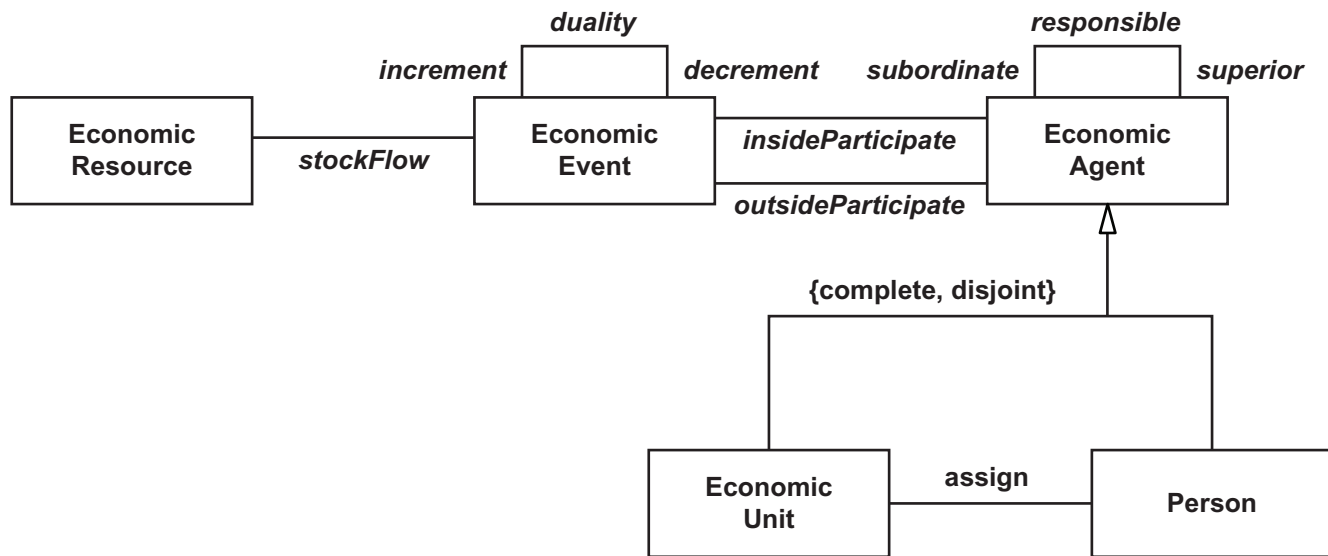 duality
responsible
increment
decrement
subordinate
superior
Economic
Resource
stockFlow
Economic
Event
insideParticipate
outsideParticipate
Economic
Agent
{complete, disjoint}
Economic
Unit
assign
Person